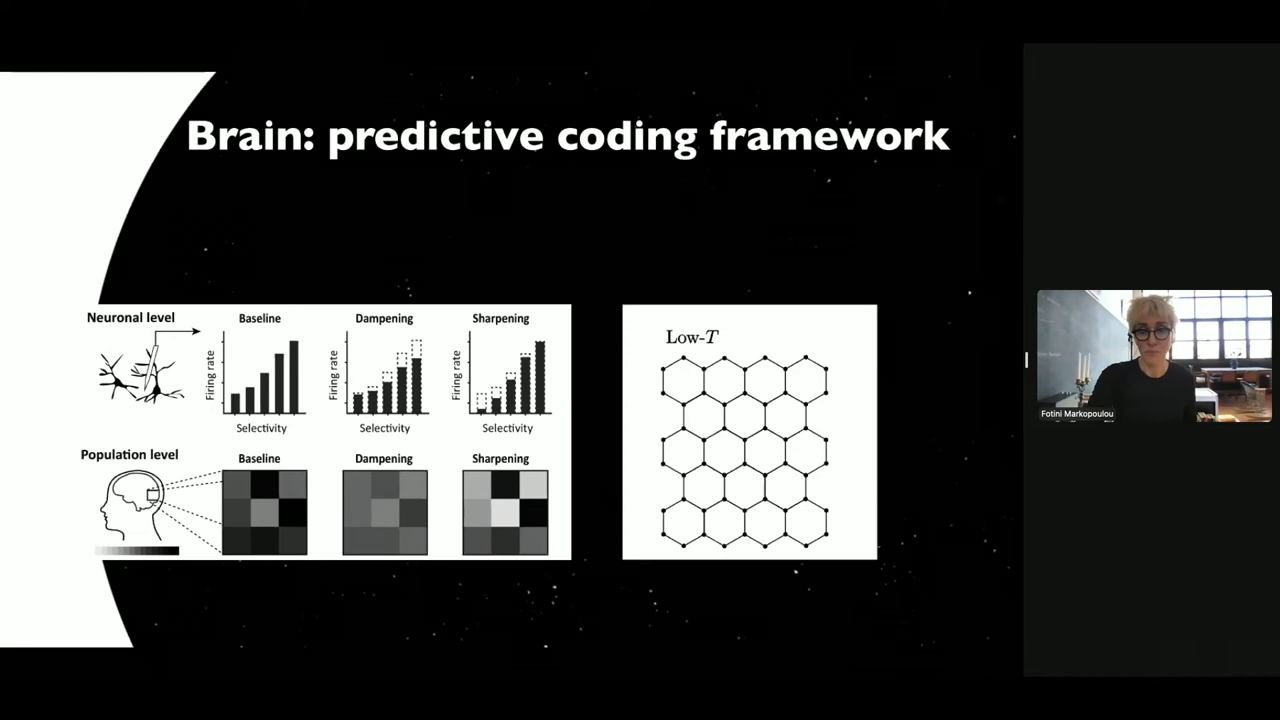 Brain: predictive coding framework
Neuronal level
Baseline
Dampening
Sharpening
Firing rate
Firing rate
Firing rate
Selectivity
Selectivity
Selectivity
Population level
Baseline
Dampening
Sharpening
Low-T
Fotini Markopoulou